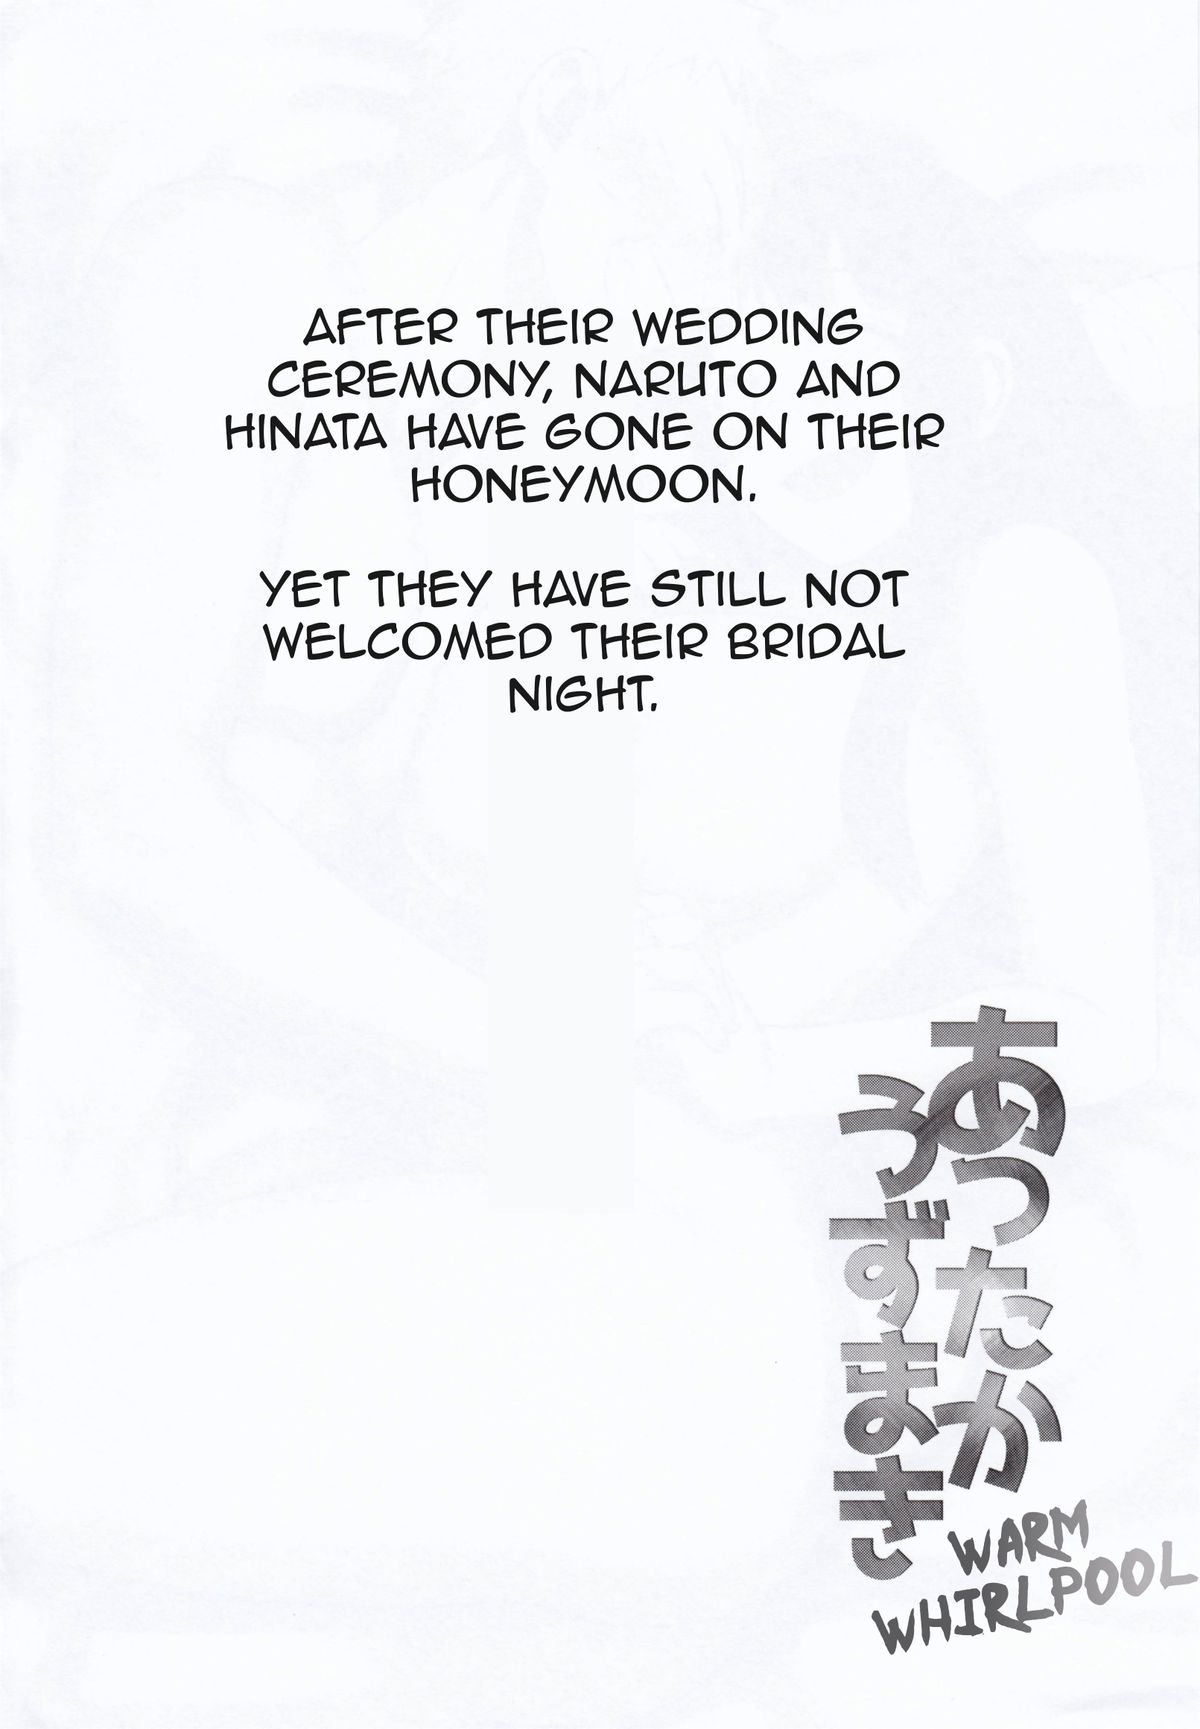 AFTER THEIR WEDDING
CEREMONY, NARUTO AND
HINATA HAVE GONE ON THEIR
HONEYMOON.
YET THEY HAVE STILL NOT
WELCOMED THEIR BRIDAL
NIGHT.
あったか
うずまき
WARM
WHIRLPOOL